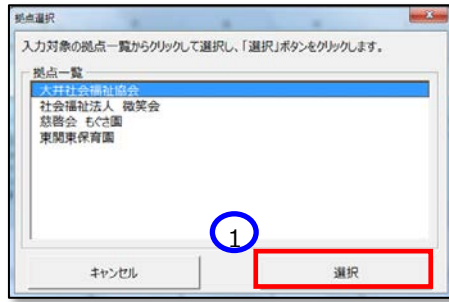 拠点選択
入力対象の拠点一覧からクリックして選択し、「選択」ボタンをクリックします。
拠点一覧
大井社会福祉協会
社会福祉法人 微笑会
慈啓会 もぐさ園
東関東保育園
1
キャンセル
選択